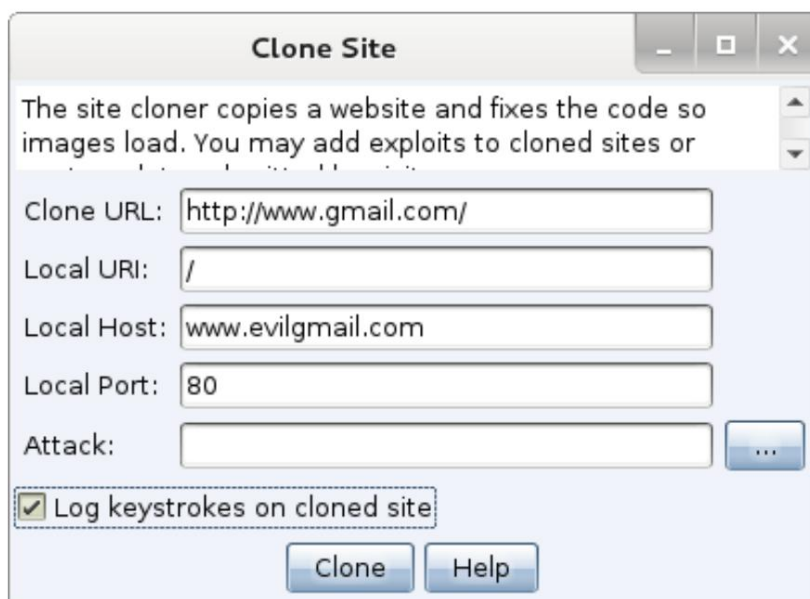 Clone Site
The site cloner copies a website and fixes the code so
images load. You may add exploits to cloned sites or
Clone URL: http://www.gmail.com/
Local URI: /
Local Host: www.evilgmail.com
Local Port: 80
Attack: ...
Log keystrokes on cloned site
Clone Help